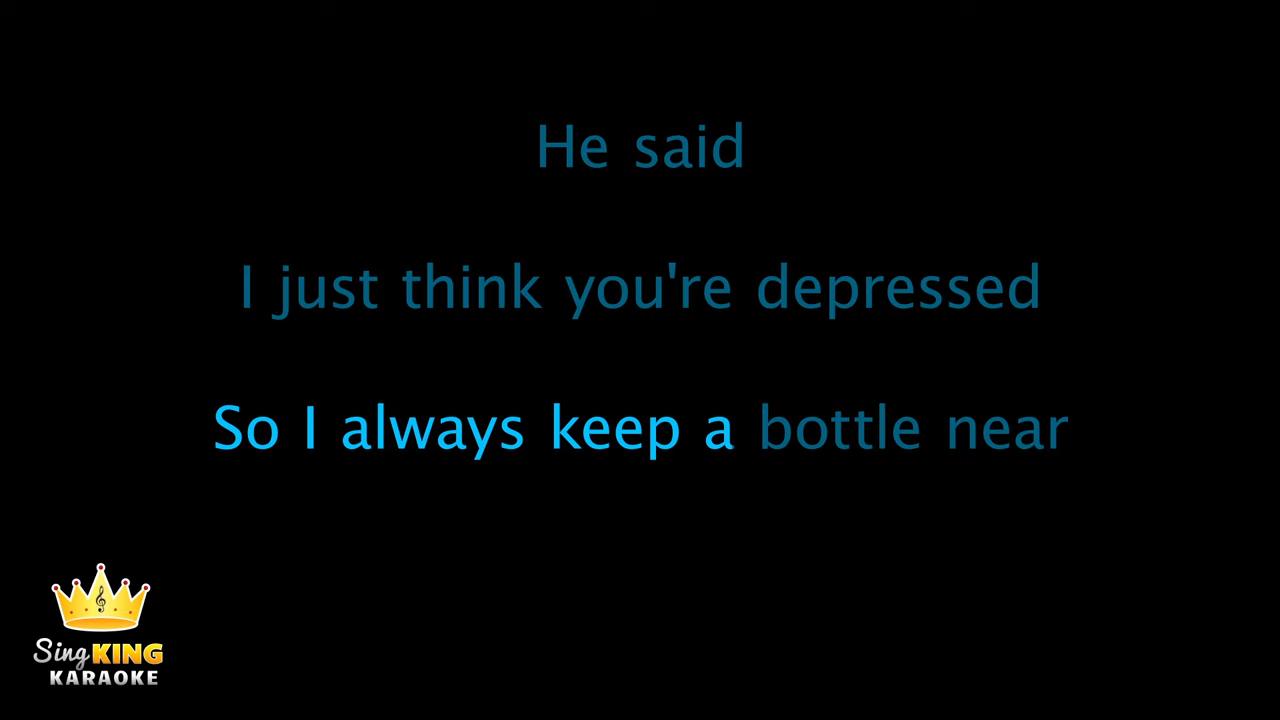 He said
I just think you're depressed
So I always keep a bottle near
Sing KING
KARAOKE